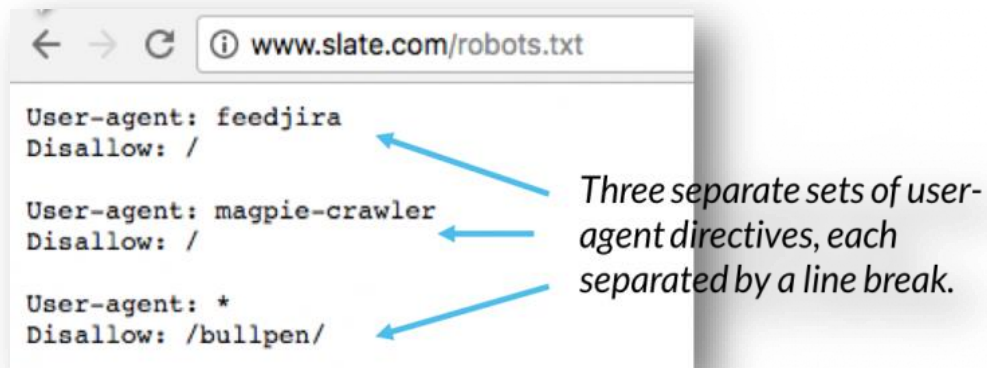 www.slate.com/robots.txt
User-agent: feedjira
Disallow: /
User-agent: magpie-crawler
Disallow: /
User-agent: *
Disallow: /bullpen/
Three separate sets of user-
agent directives, each
separated by a line break.